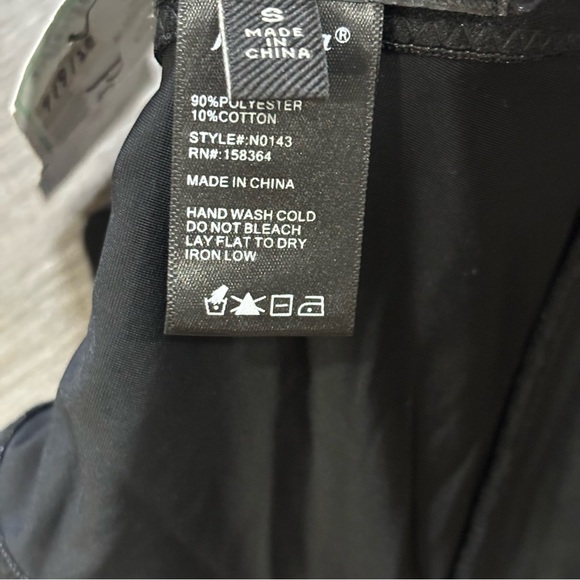 S
MADE
IN
CHINA
®
90%POLYESTER
10%COTTON
STYLE#:N0143
RN#:158364
MADE IN CHINA
HAND WASH COLD
DO NOT BLEACH
LAY FLAT TO DRY
IRON LOW